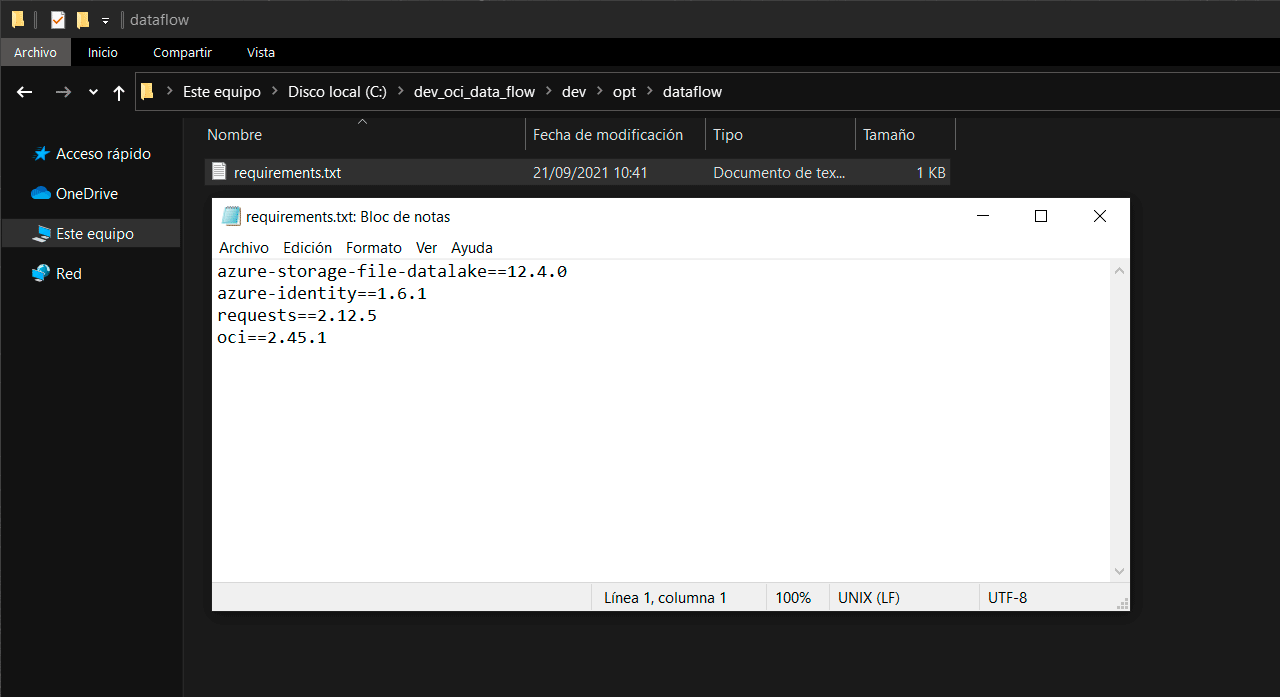 dataflow
Archivo Inicio Compartir Vista
Este equipo Disco local (C:) dev_oci_data_flow dev opt dataflow
Nombre Fecha de modificación Tipo Tamaño
Acceso rápido
requirements.txt 21/09/2021 10:41 Documento de tex... 1 KB
OneDrive
Este equipo
Red
requirements.txt: Bloc de notas
Archivo Edición Formato Ver Ayuda
azure-storage-file-datalake==12.4.0
azure-identity==1.6.1
requests==2.12.5
oci==2.45.1
Línea 1, columna 1 100% UNIX (LF) UTF-8